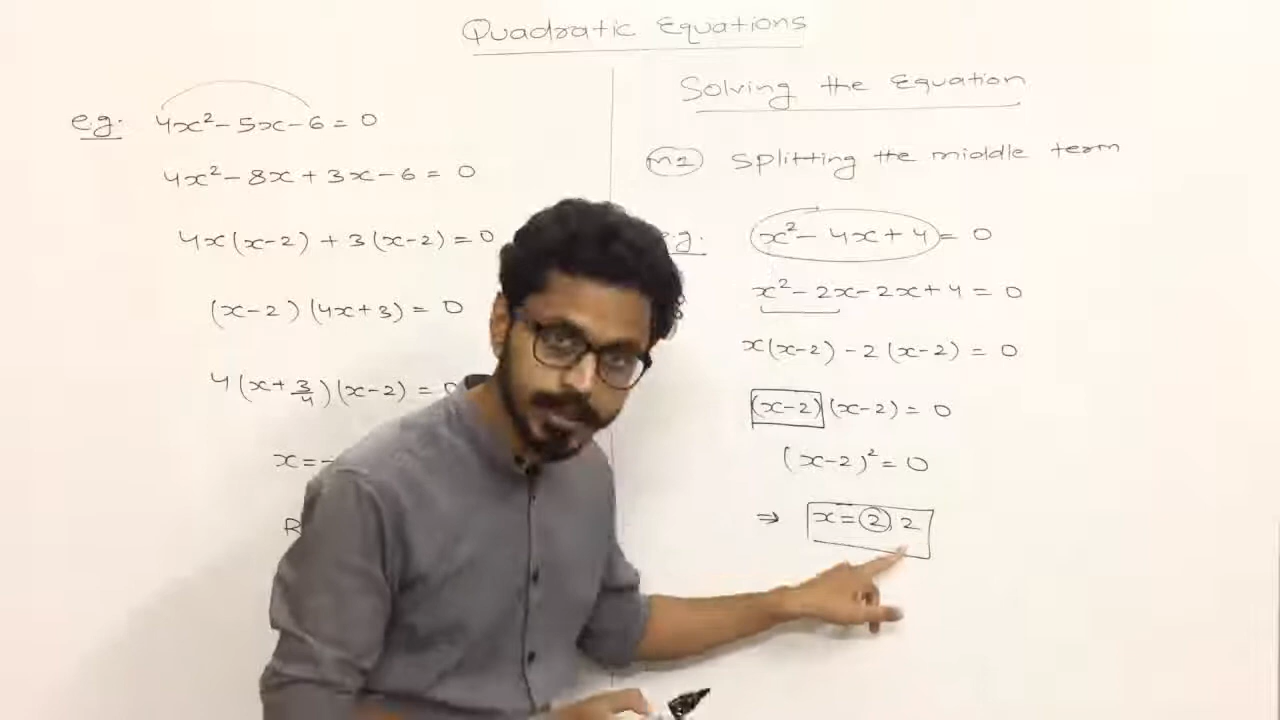 Quadratic Equations
e.g. 4x² - 5x - 6 = 0
4x² - 8x + 3x - 6 = 0
4x(x-2) + 3(x-2) = 0
(x-2)(4x+3) = 0
4(x+3/4)(x-2) = 0
x = -
R
Solving the Equation
Splitting the middle term
g. x² - 4x + 4 = 0
x² - 2x - 2x + 4 = 0
x(x-2) - 2(x-2) = 0
(x-2)(x-2) = 0
(x-2)² = 0
⇒ x = 2, 2